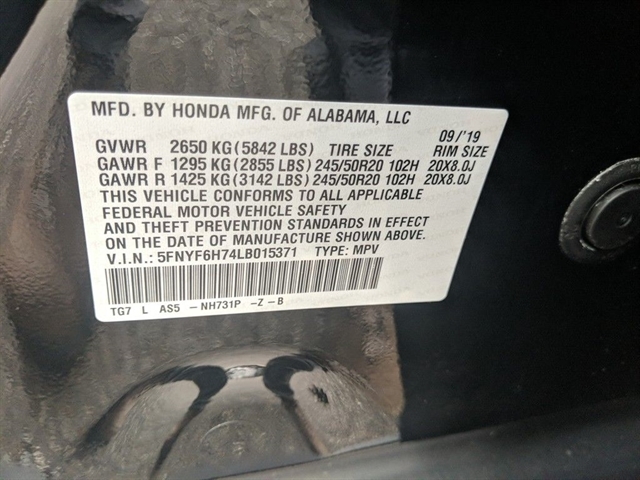 MFD. BY HONDA MFG. OF ALABAMA, LLC
09/'19
GVWR 2650 KG (5842 LBS) TIRE SIZE RIM SIZE
GAWR F 1295 KG (2855 LBS) 245/50R20 102H 20X8.0J
GAWR R 1425 KG (3142 LBS) 245/50R20 102H 20X8.0J
THIS VEHICLE CONFORMS TO ALL APPLICABLE
FEDERAL MOTOR VEHICLE SAFETY
AND THEFT PREVENTION STANDARDS IN EFFECT
ON THE DATE OF MANUFACTURE SHOWN ABOVE.
V.I.N.: 5FNYF6H74LB015371 TYPE: MPV
TG7 L AS5 -NH731P -Z-B